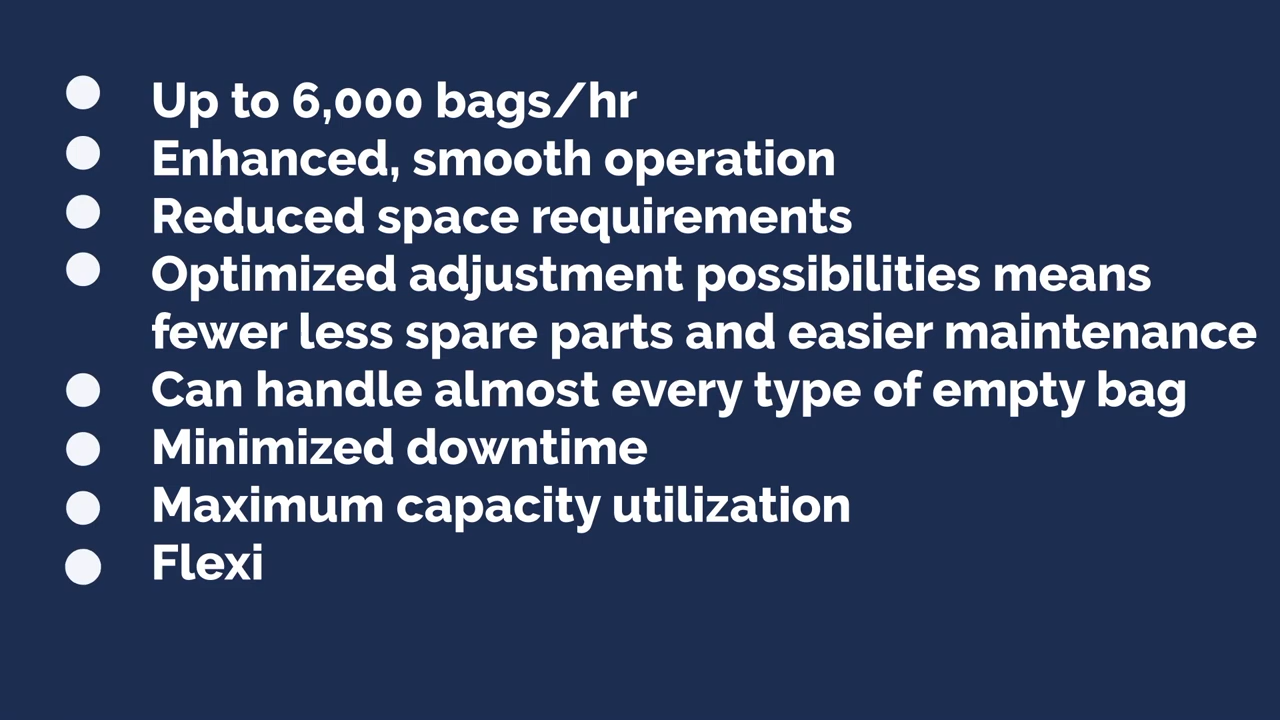 Up to 6,000 bags/hr
Enhanced, smooth operation
Reduced space requirements
Optimized adjustment possibilities means
fewer less spare parts and easier maintenance
Can handle almost every type of empty bag
Minimized downtime
Maximum capacity utilization
Flexi